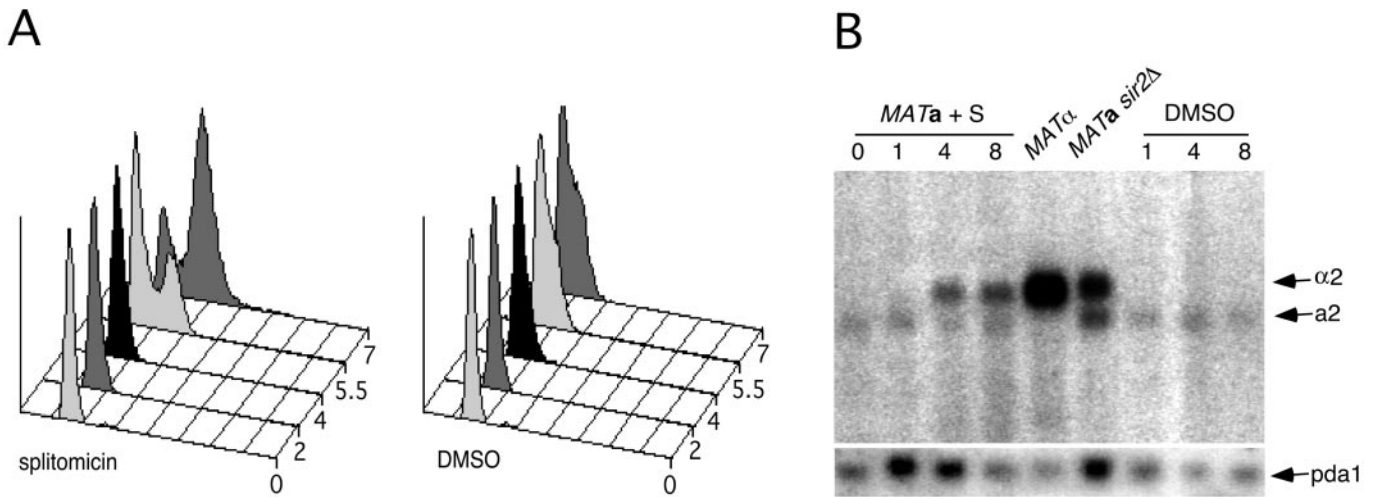 A
splitomicin
0
2
4
5.5
7
DMSO
0
2
4
5.5
7
B
MATa + S
MATα
MATa sir2Δ
DMSO
0 1 4 8 1 4 8
α2
a2
pda1